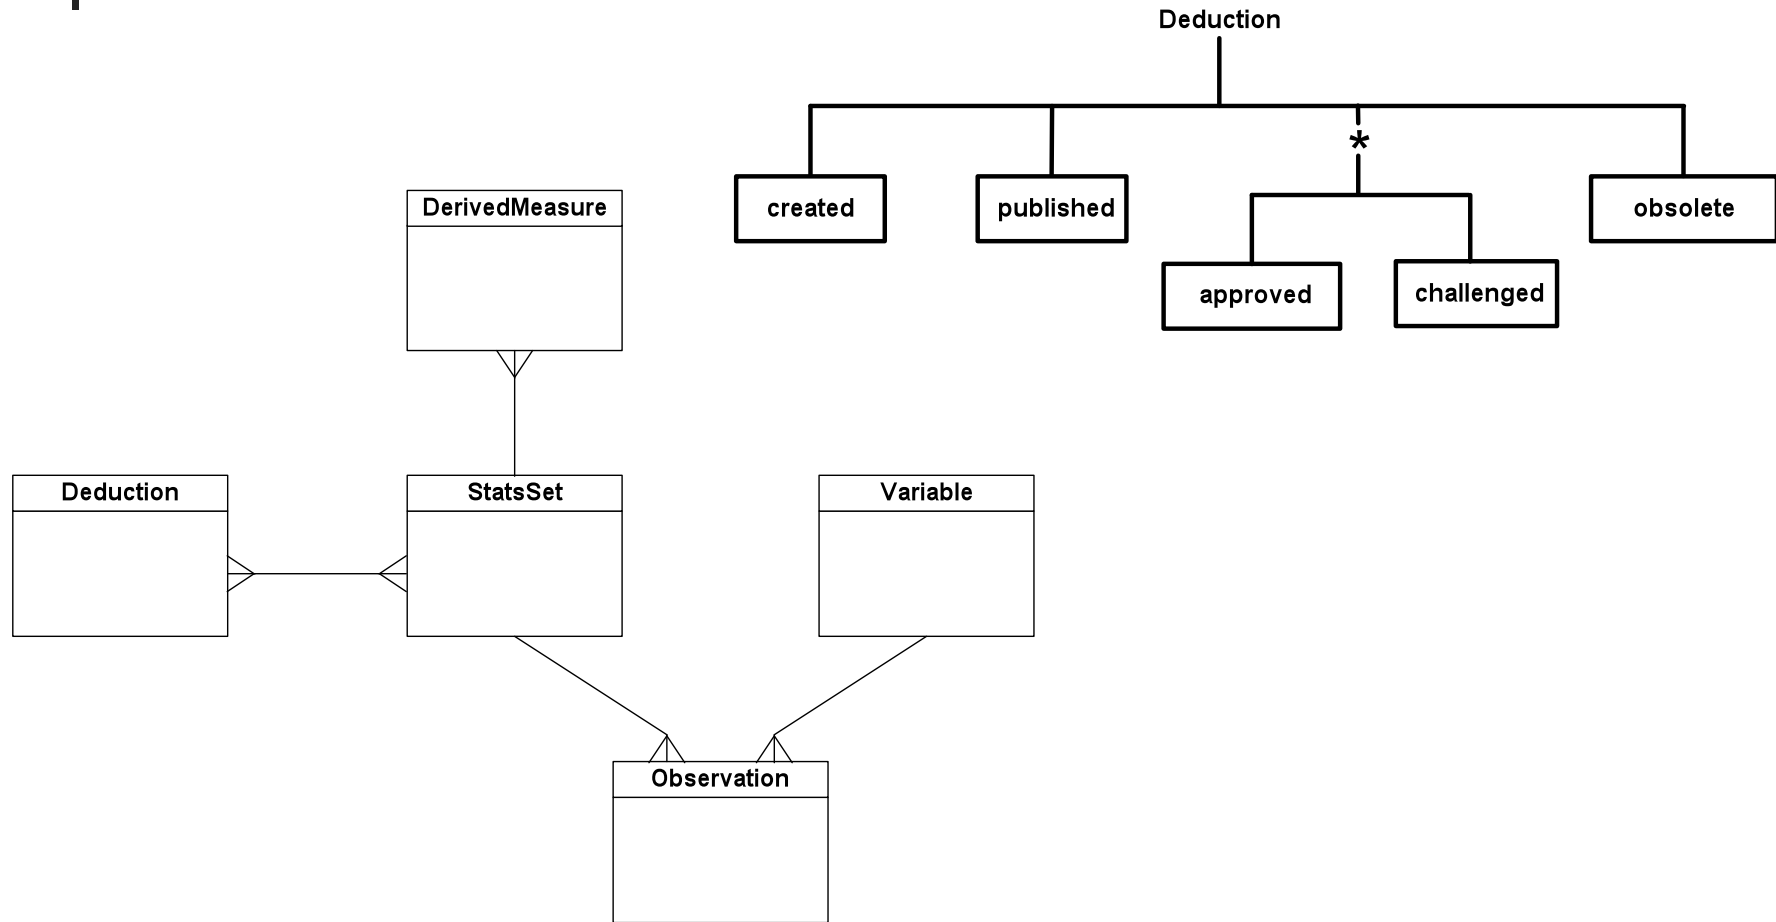 Deduction
*
created
published
obsolete
approved
challenged
DerivedMeasure
Deduction
StatsSet
Variable
Observation